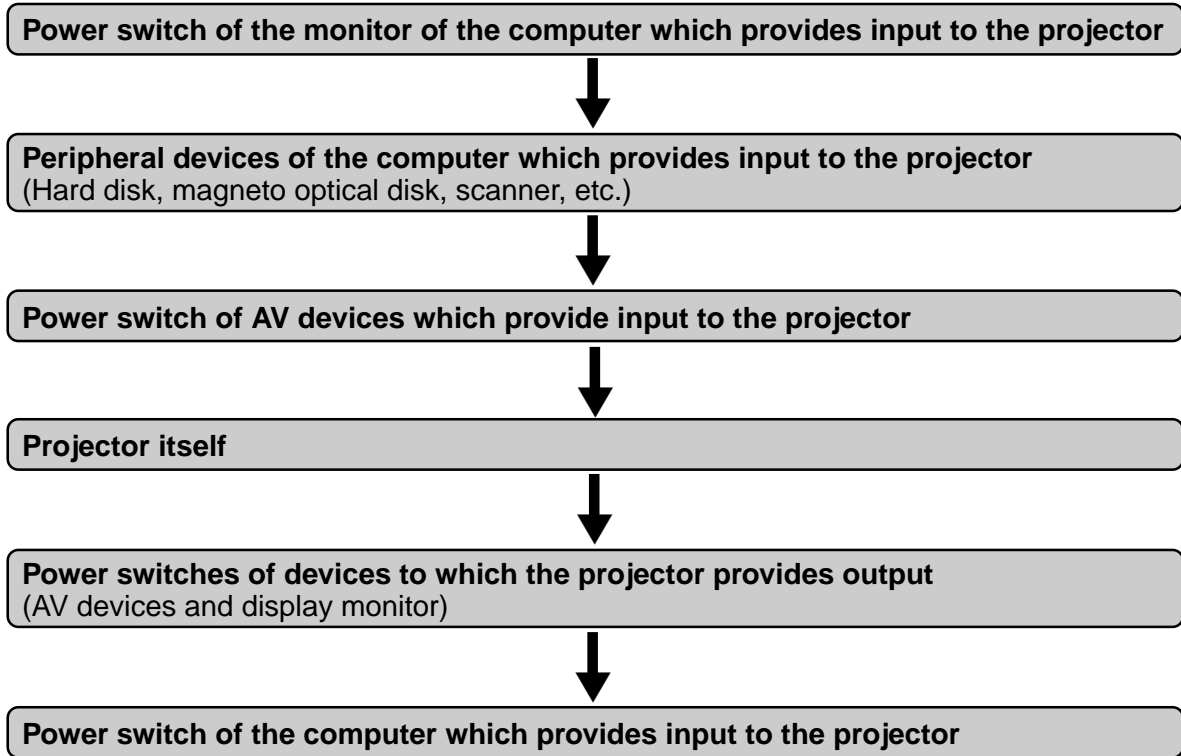 Power switch of the monitor of the computer which provides input to the projector
Peripheral devices of the computer which provides input to the projector
(Hard disk, magneto optical disk, scanner, etc.)
Power switch of AV devices which provide input to the projector
Projector itself
Power switches of devices to which the projector provides output
(AV devices and display monitor)
Power switch of the computer which provides input to the projector